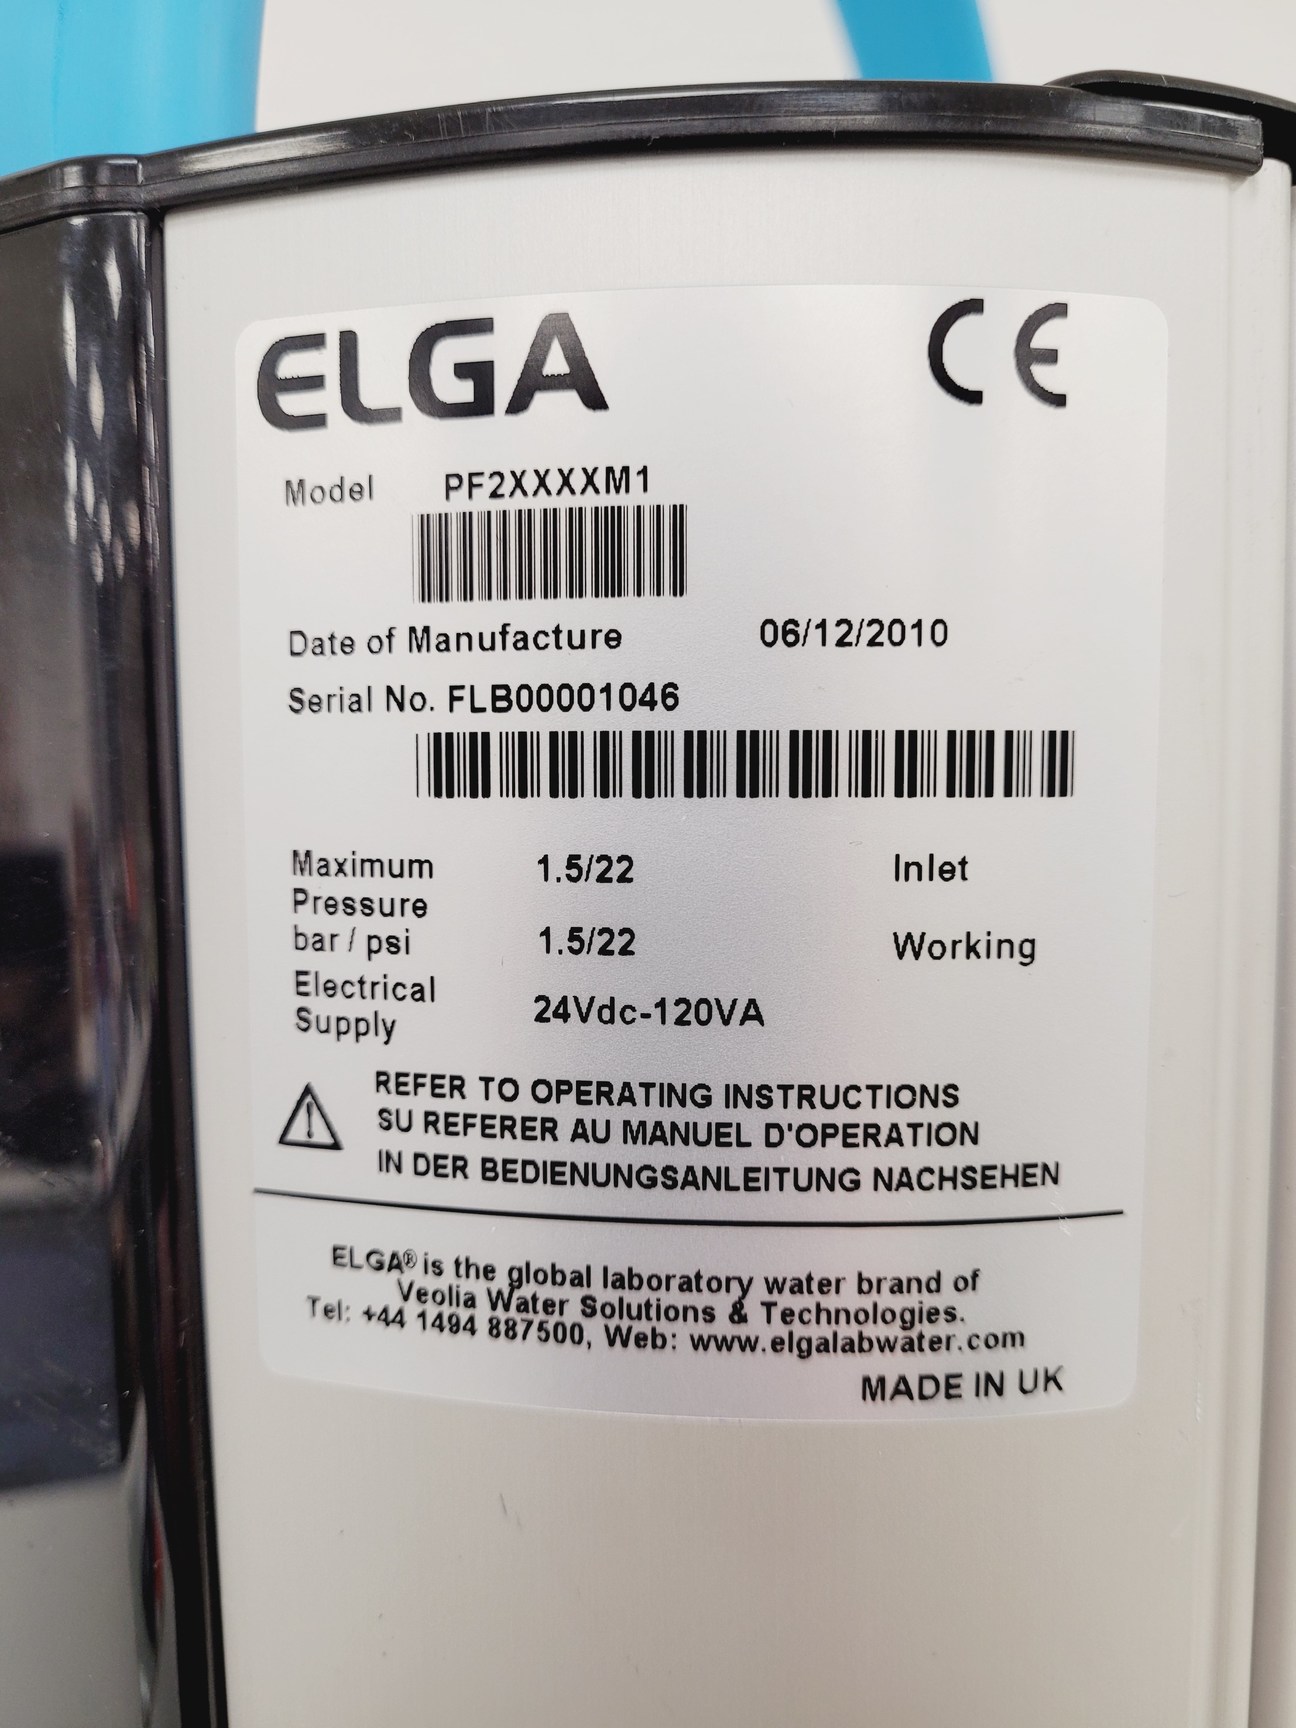 ELGA CE
Model PF2XXXXM1
Date of Manufacture 06/12/2010
Serial No. FLB00001046
Maximum 1.5/22 Inlet
Pressure
bar / psi 1.5/22 Working
Electrical
Supply 24Vdc-120VA
REFER TO OPERATING INSTRUCTIONS
SU REFERER AU MANUEL D'OPERATION
IN DER BEDIENUNGSANLEITUNG NACHSEHEN
ELGA® is the global laboratory water brand of
Veolia Water Solutions & Technologies.
Tel: +44 1494 887500, Web: www.elgalabwater.com
MADE IN UK